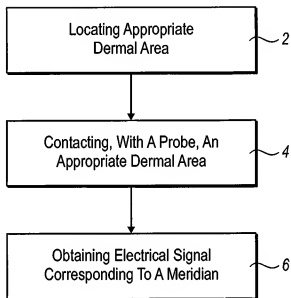 Locating Appropriate
Dermal Area
2
Contacting, With A Probe, An
Appropriate Dermal Area
4
Obtaining Electrical Signal
Corresponding To A Meridian
6